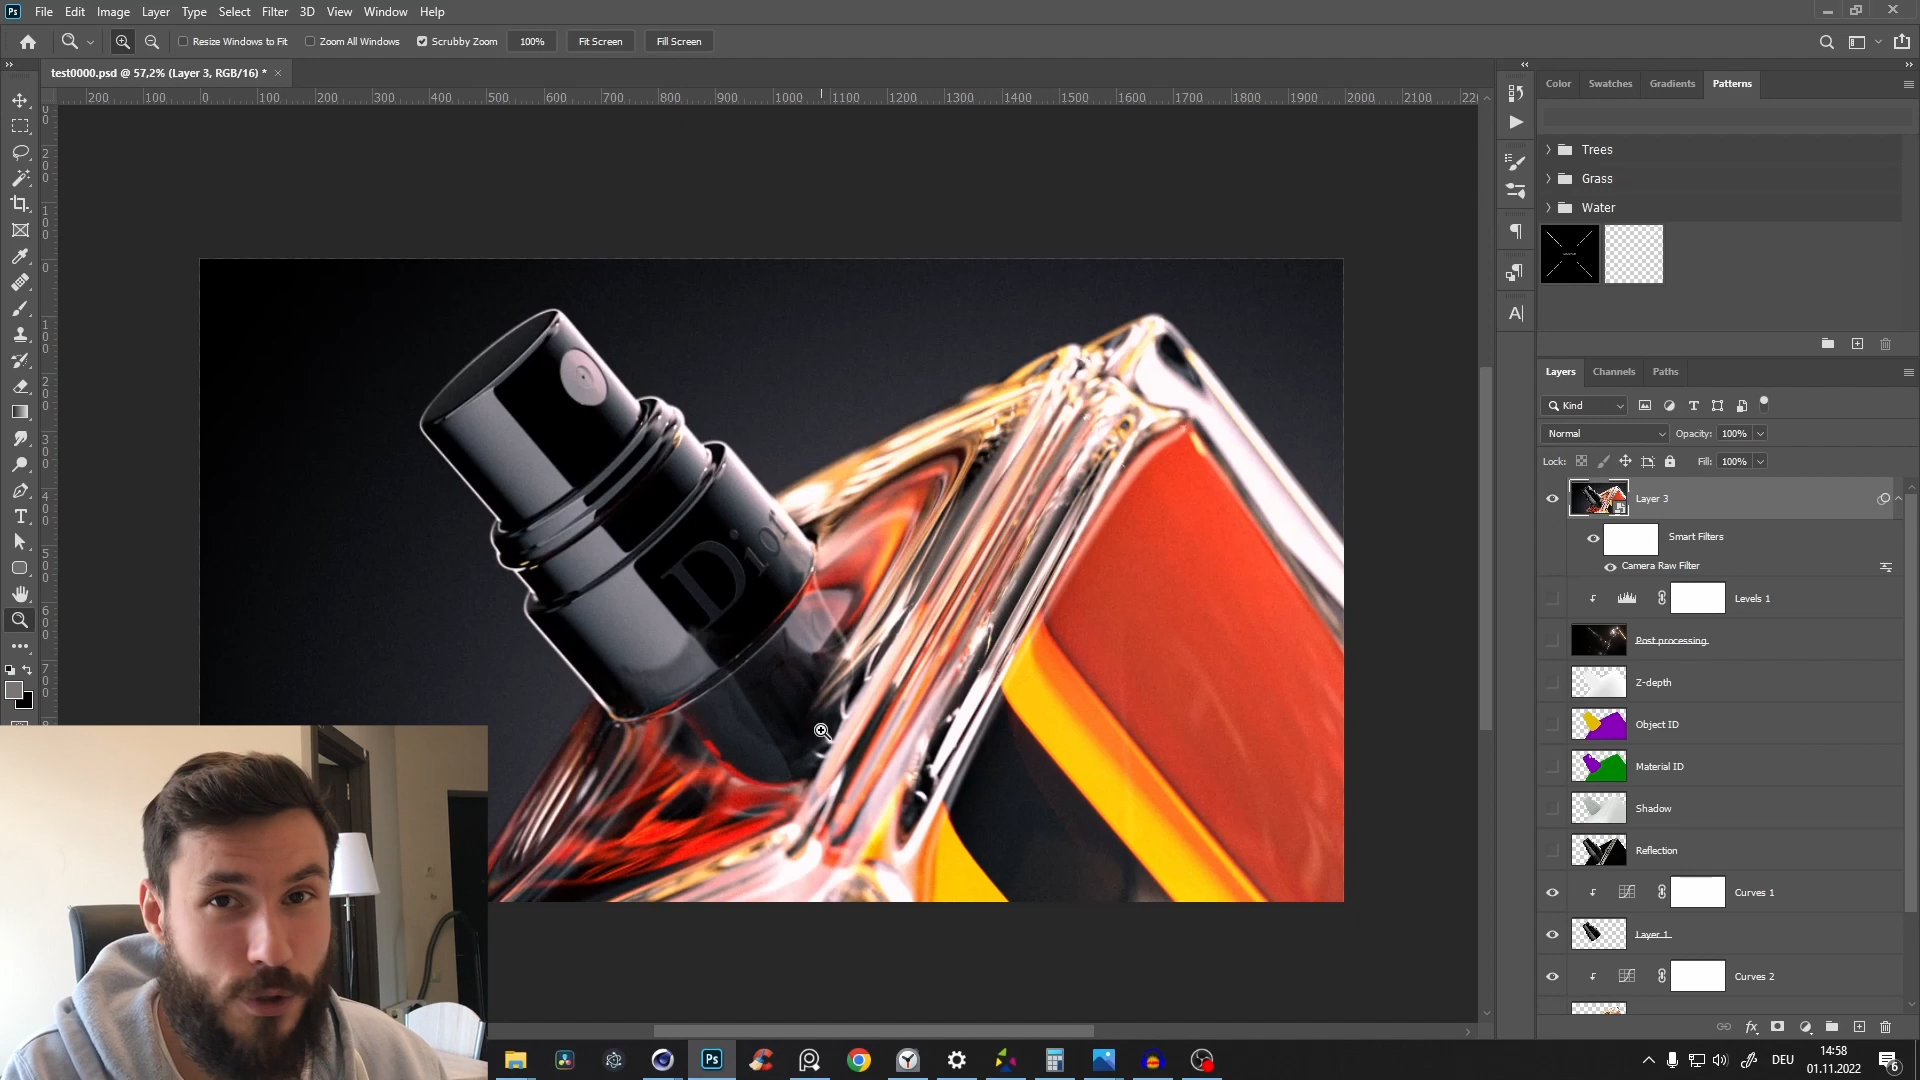 File Edit Image Layer Type Select Filter 3D View Window Help
Resize Windows to Fit Zoom All Windows Scrubby Zoom 100% Fit Screen Fill Screen
test0000.psd @ 57,2% (Layer 3, RGB/16) *
200 100 0 100 200 300 400 500 600 700 800 900 1000 1100 1200 1300 1400 1500 1600 1700 1800 1900 2000 2100
Color Swatches Gradients Patterns
Trees
Grass
Water
Dior
Layers Channels Paths
Kind
Normal Opacity: 100%
Lock: Fill: 100%
Layer 3
Smart Filters
Camera Raw Filter
Levels 1
Post processing
Z-depth
Object ID
Material ID
Shadow
Reflection
Curves 1
Layer 1
Curves 2
DEU
14:58
01.11.2022
6